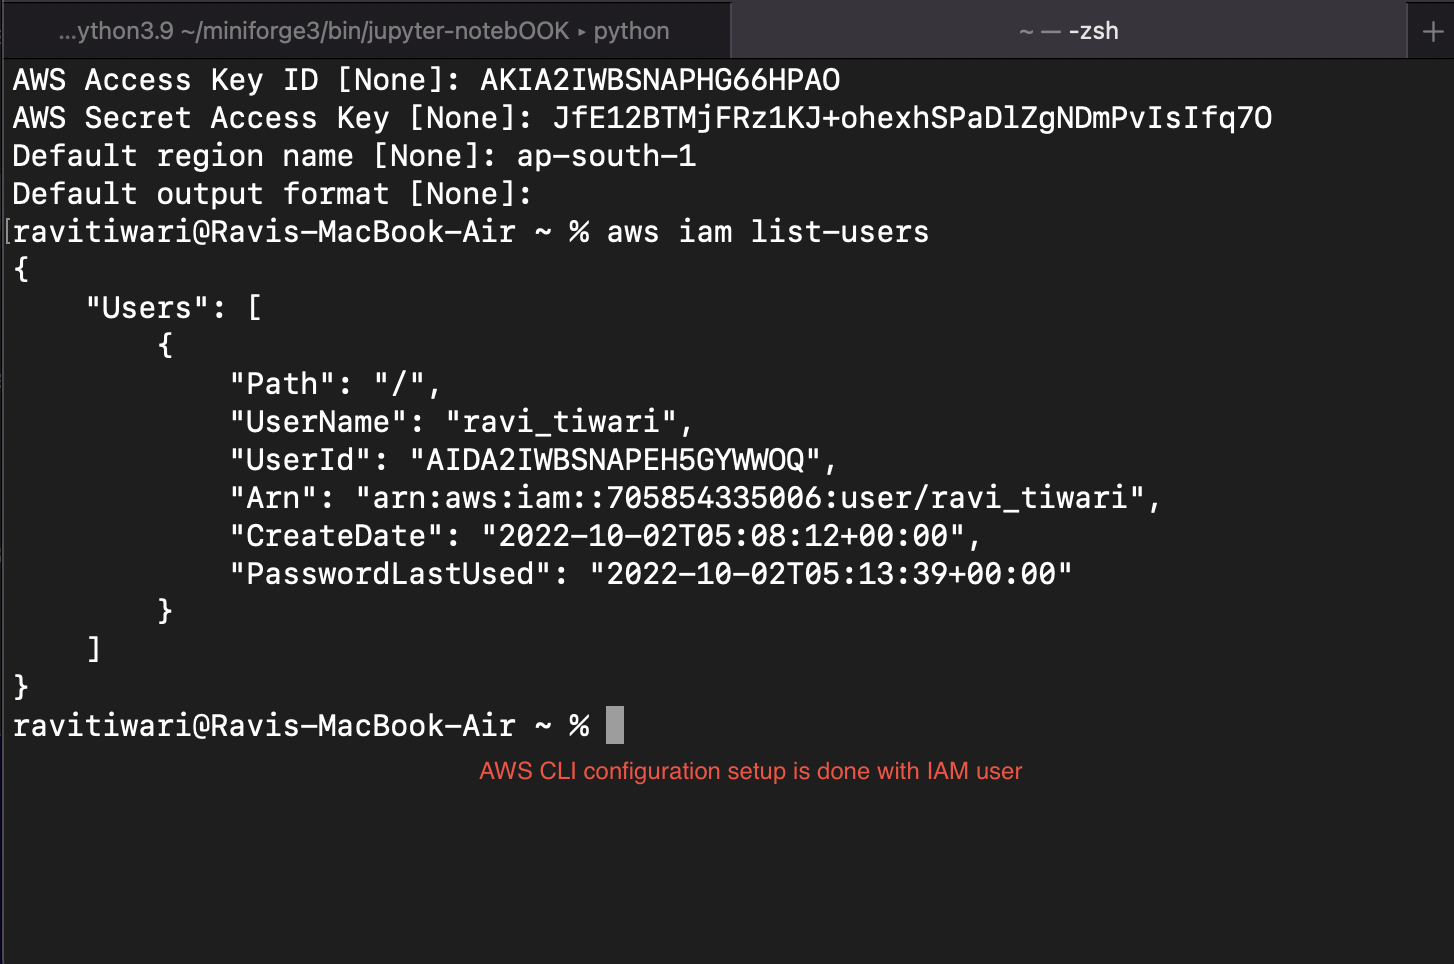 ...ython3.9 ~/miniforge3/bin/jupyter-notebOOK ▸ python
~ — -zsh
+
AWS Access Key ID [None]: AKIA2IWBSNAPHG66HPAO
AWS Secret Access Key [None]: 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
Default region name [None]: ap-south-1
Default output format [None]:
[ravitiwari@Ravis-MacBook-Air ~ % aws iam list-users
{
    "Users": [
        {
            "Path": "/",
            "UserName": "ravi_tiwari",
            "UserId": "AIDA2IWBSNAPEH5GYWWOQ",
            "Arn": "arn:aws:iam::705854335006:user/ravi_tiwari",
            "CreateDate": "2022-10-02T05:08:12+00:00",
            "PasswordLastUsed": "2022-10-02T05:13:39+00:00"
        }
    ]
}
ravitiwari@Ravis-MacBook-Air ~ %
AWS CLI configuration setup is done with IAM user